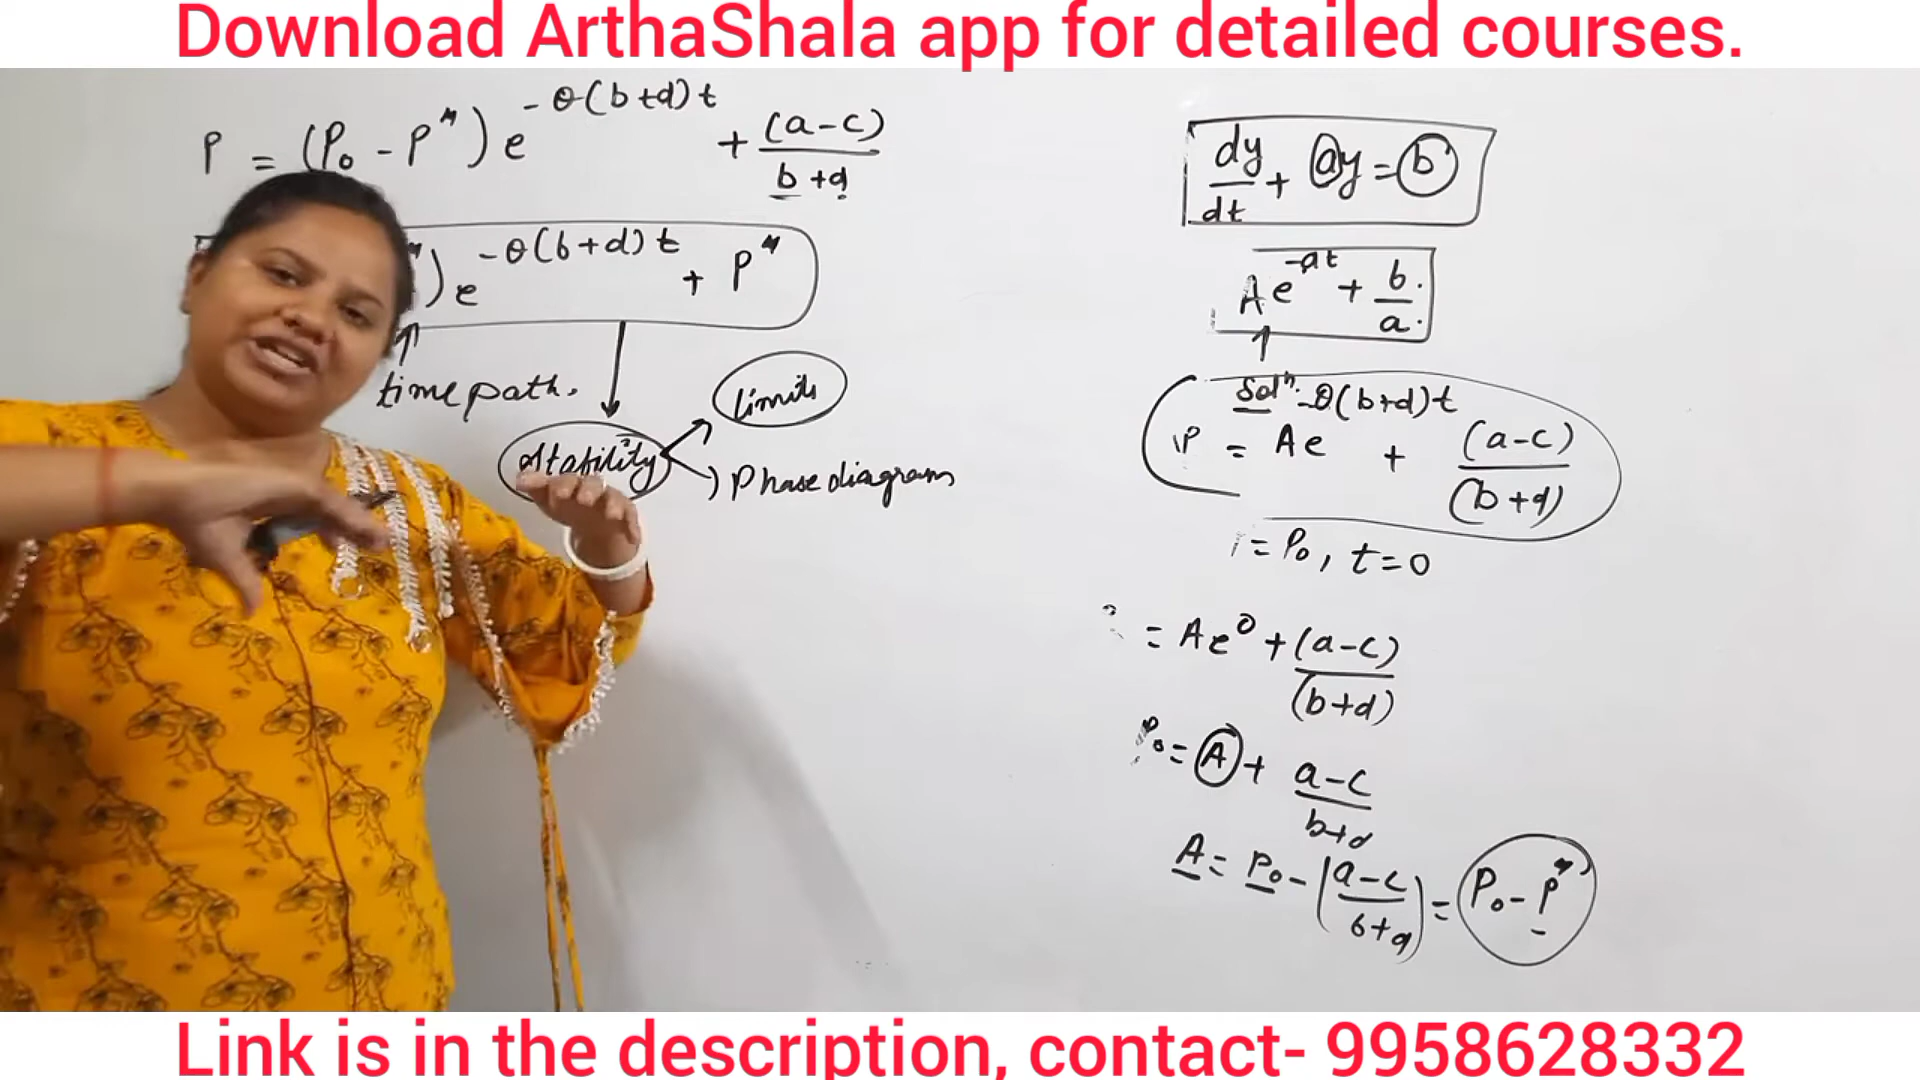 Download ArthaShala app for detailed courses.
P = (P₀ - P*) e^-θ(b+d)t + (a-c)/(b+d)
*) e^-θ(b+d)t + P*
time path.
stability
limits
Phase diagram
dy/dt + ay = b
Ae^-at + b/a
Solⁿ.
P = Ae^-θ(b+d)t + (a-c)/(b+d)
= P₀, t=0
= Ae⁰ + (a-c)/(b+d)
P₀ = A + a-c/b+d
A = P₀ - (a-c/b+d) = P₀ - P*
Link is in the description, contact- 9958628332